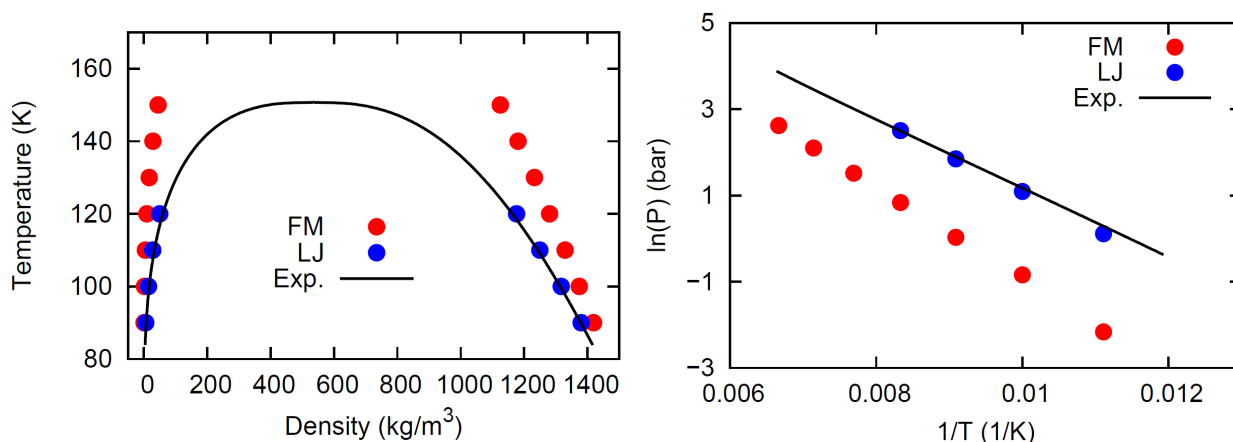 160
140
120
100
80
Temperature (K)
0 200 400 600 800 1000 1200 1400
Density (kg/m³)
FM
LJ
Exp.
5
3
1
−1
−3
ln(P) (bar)
0.006 0.008 0.01 0.012
1/T (1/K)
FM
LJ
Exp.